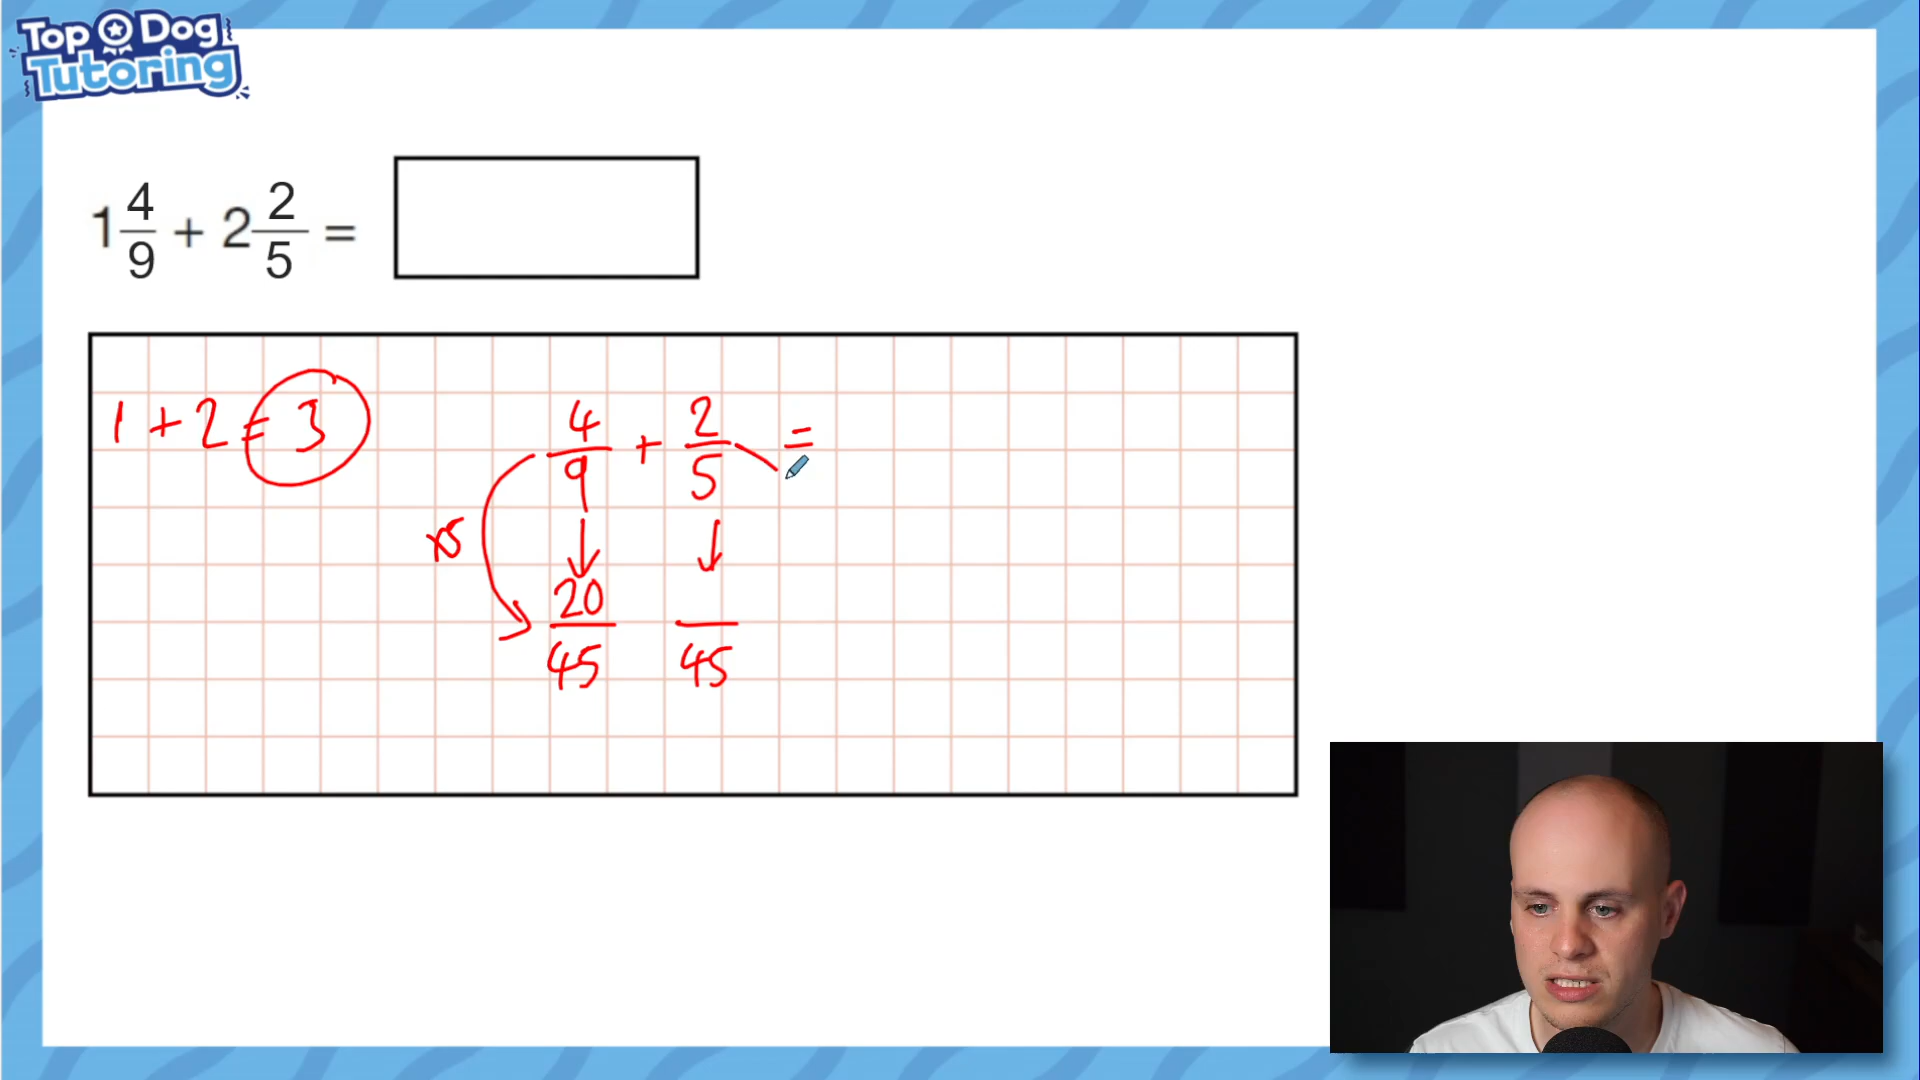 Top Dog
Tutoring
1 4/9 + 2 2/5 =
1 + 2 = 3
4/9 + 2/5 =
x5
20/45 /45